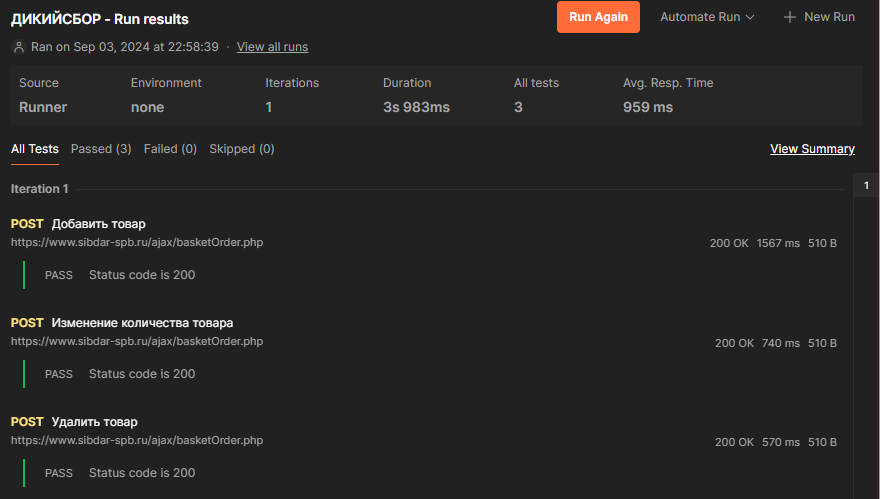 ДИКИЙСБОР - Run results
Run Again
Automate Run
New Run
Ran on Sep 03, 2024 at 22:58:39 · View all runs
Source Environment Iterations Duration All tests Avg. Resp. Time
Runner none 1 3s 983ms 3 959 ms
All Tests Passed (3) Failed (0) Skipped (0) View Summary
Iteration 1
1
POST Добавить товар
https://www.sibdar-spb.ru/ajax/basketOrder.php 200 OK 1567 ms 510 B
PASS Status code is 200
POST Изменение количества товара
https://www.sibdar-spb.ru/ajax/basketOrder.php 200 OK 740 ms 510 B
PASS Status code is 200
POST Удалить товар
https://www.sibdar-spb.ru/ajax/basketOrder.php 200 OK 570 ms 510 B
PASS Status code is 200